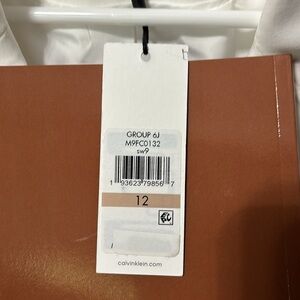 GROUP 6J
M9FC0132
sw9
1 93623 79856 7
12
calvinklein.com